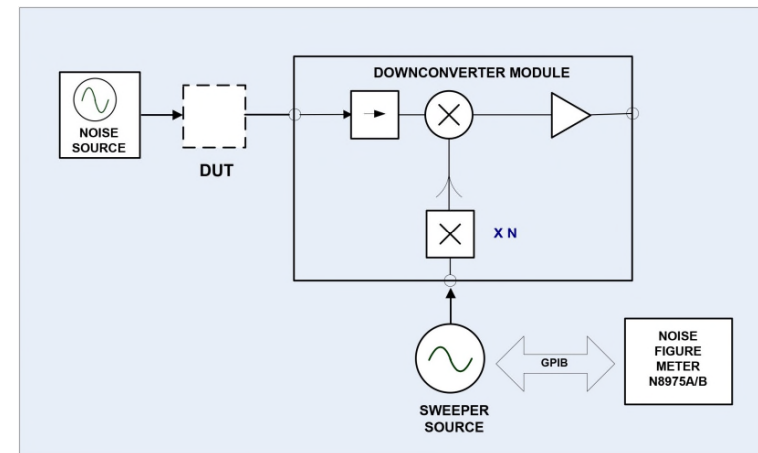 DOWNCONVERTER MODULE
NOISE
SOURCE
DUT
X N
SWEEPER
SOURCE
GPIB
NOISE
FIGURE
METER
N8975A/B